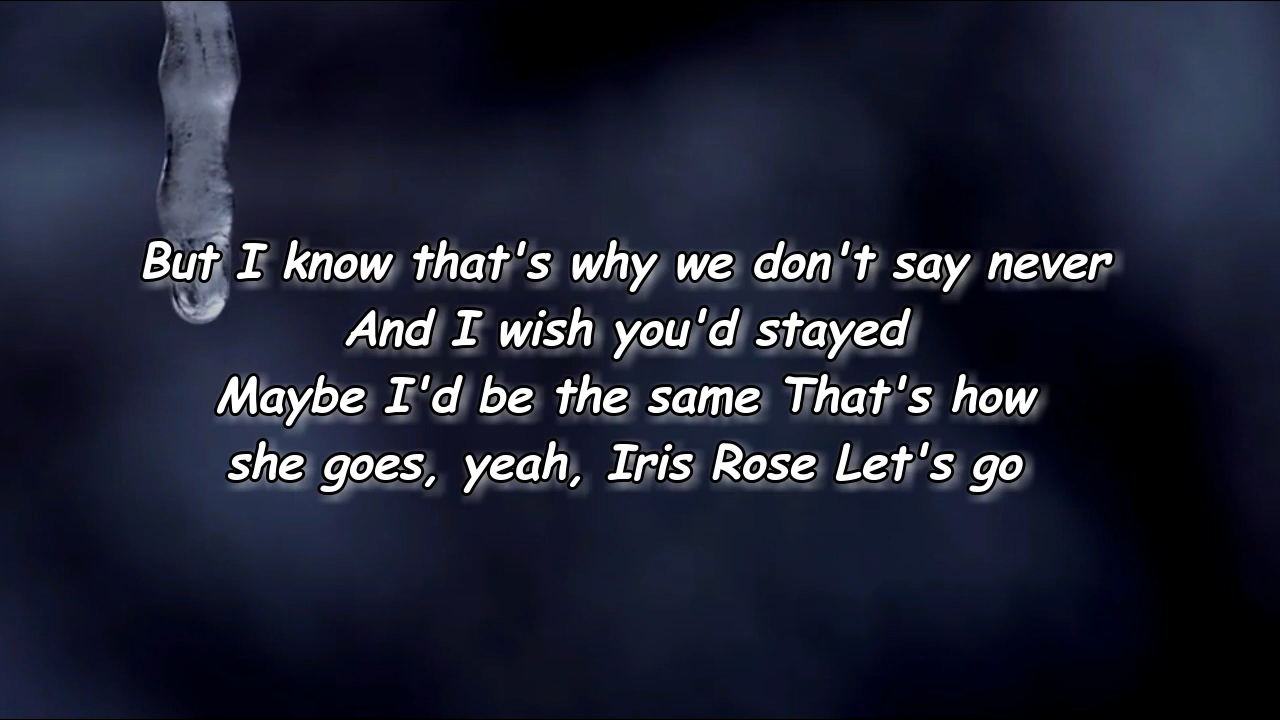 But I know that's why we don't say never
And I wish you'd stayed
Maybe I'd be the same That's how
she goes, yeah, Iris Rose Let's go